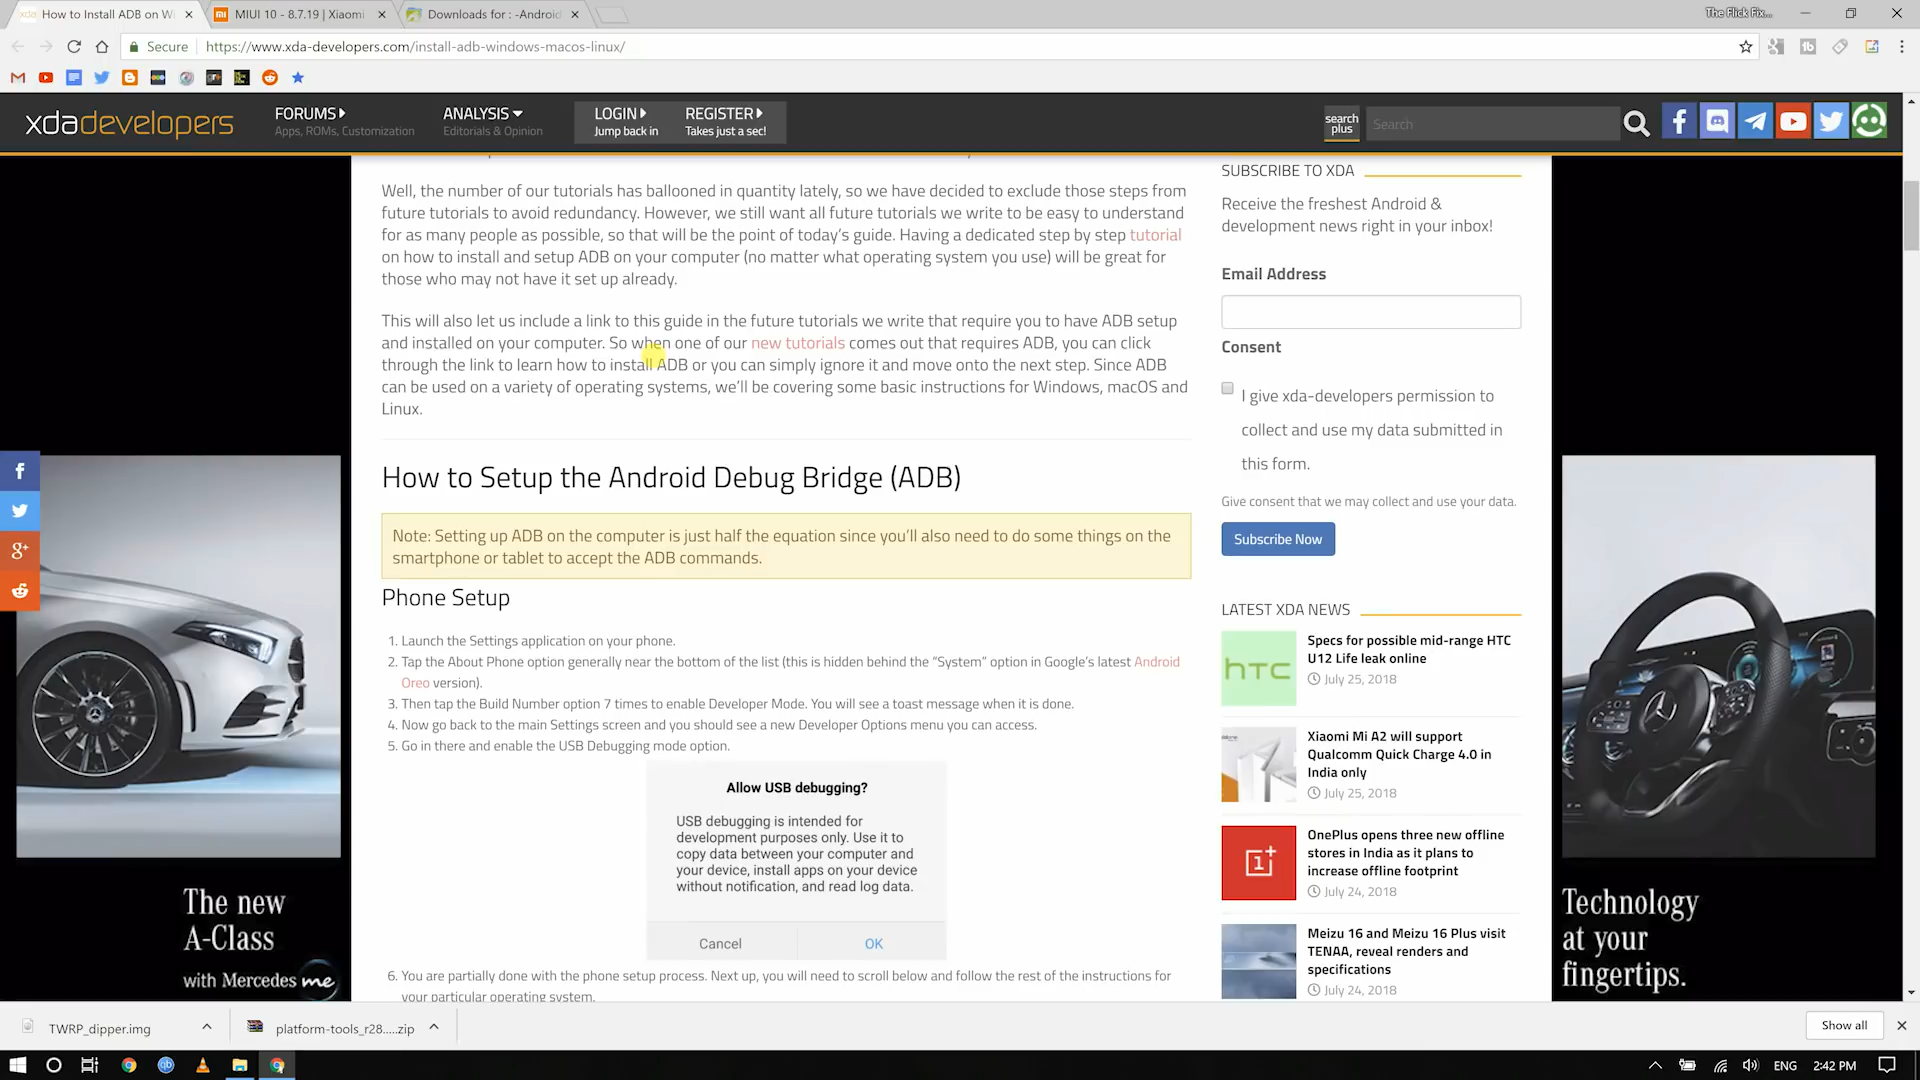 How to Install ADB on Wi
MIUI 10 - 8.7.19 | Xiaomi
Downloads for : -Android
The Flick Fix...
Secure
https://www.xda-developers.com/install-adb-windows-macos-linux/
xdadevelopers
FORUMS
Apps, ROMs, Customization
ANALYSIS
Editorials & Opinion
LOGIN
Jump back in
REGISTER
Takes just a sec!
search
plus
Search
Well, the number of our tutorials has ballooned in quantity lately, so we have decided to exclude those steps from
future tutorials to avoid redundancy. However, we still want all future tutorials we write to be easy to understand
for as many people as possible, so that will be the point of today's guide. Having a dedicated step by step tutorial
on how to install and setup ADB on your computer (no matter what operating system you use) will be great for
those who may not have it set up already.
This will also let us include a link to this guide in the future tutorials we write that require you to have ADB setup
and installed on your computer. So when one of our new tutorials comes out that requires ADB, you can click
through the link to learn how to install ADB or you can simply ignore it and move onto the next step. Since ADB
can be used on a variety of operating systems, we'll be covering some basic instructions for Windows, macOS and
Linux.
How to Setup the Android Debug Bridge (ADB)
Note: Setting up ADB on the computer is just half the equation since you'll also need to do some things on the
smartphone or tablet to accept the ADB commands.
Phone Setup
1. Launch the Settings application on your phone.
2. Tap the About Phone option generally near the bottom of the list (this is hidden behind the "System" option in Google's latest Android
Oreo version).
3. Then tap the Build Number option 7 times to enable Developer Mode. You will see a toast message when it is done.
4. Now go back to the main Settings screen and you should see a new Developer Options menu you can access.
5. Go in there and enable the USB Debugging mode option.
Allow USB debugging?
USB debugging is intended for
development purposes only. Use it to
copy data between your computer and
your device, install apps on your device
without notification, and read log data.
Cancel
OK
6. You are partially done with the phone setup process. Next up, you will need to scroll below and follow the rest of the instructions for
your particular operating system.
SUBSCRIBE TO XDA
Receive the freshest Android &
development news right in your inbox!
Email Address
Consent
I give xda-developers permission to
collect and use my data submitted in
this form.
Give consent that we may collect and use your data.
Subscribe Now
LATEST XDA NEWS
hTC
Specs for possible mid-range HTC
U12 Life leak online
July 25, 2018
Xiaomi Mi A2 will support
Qualcomm Quick Charge 4.0 in
India only
July 25, 2018
OnePlus opens three new offline
stores in India as it plans to
increase offline footprint
July 24, 2018
Meizu 16 and Meizu 16 Plus visit
TENAA, reveal renders and
specifications
July 24, 2018
The new
A-Class
with Mercedes me
Technology
at your
fingertips.
TWRP_dipper.img
platform-tools_r28.....zip
Show all
ENG
2:42 PM